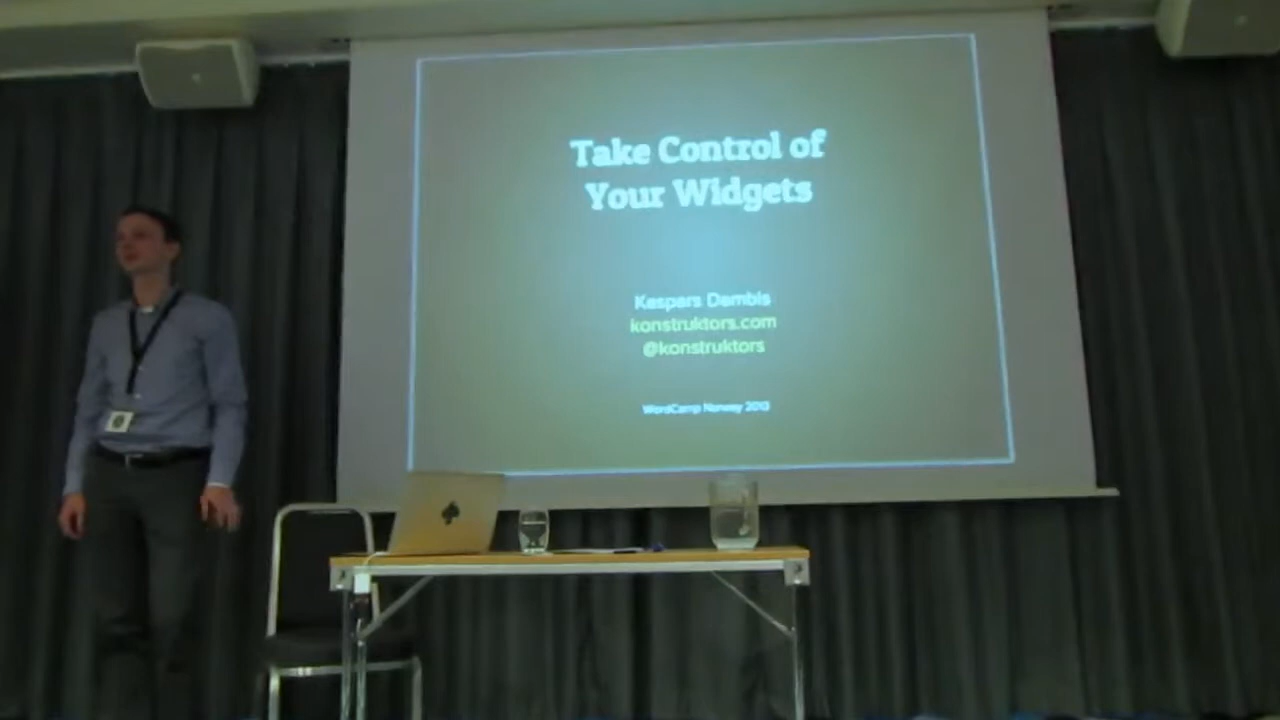 Take Control of
Your Widgets
Kaspars Dambis
konstruktors.com
@konstruktors
WordCamp Norway 2013